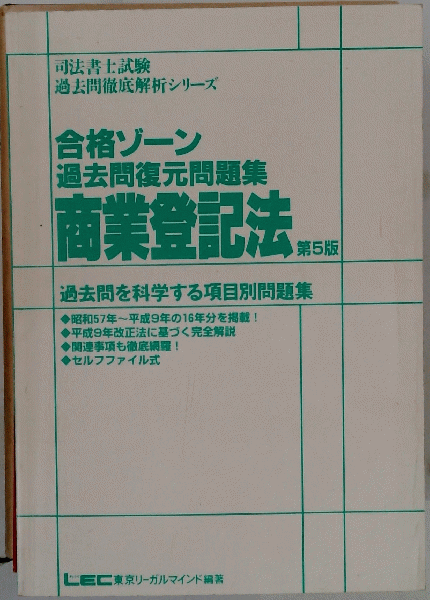 司法書士試験
過去問徹底解析シリーズ
合格ゾーン
過去問復元問題集
商業登記法 第5版
過去問を科学する項目別問題集
◆昭和57年～平成9年の16年分を掲載！
◆平成9年改正法に基づく完全解説
◆関連事項も徹底網羅！
◆セルフファイル式
LEC東京リーガルマインド編著